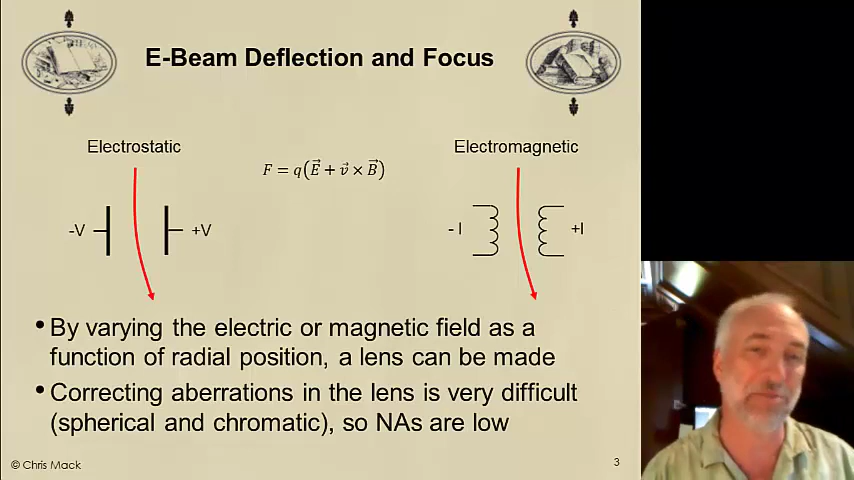 E-Beam Deflection and Focus
Electrostatic
Electromagnetic
F = q(E⃗ + v⃗ × B⃗)
-V
+V
- I
+I
• By varying the electric or magnetic field as a
function of radial position, a lens can be made
• Correcting aberrations in the lens is very difficult
(spherical and chromatic), so NAs are low
© Chris Mack
3